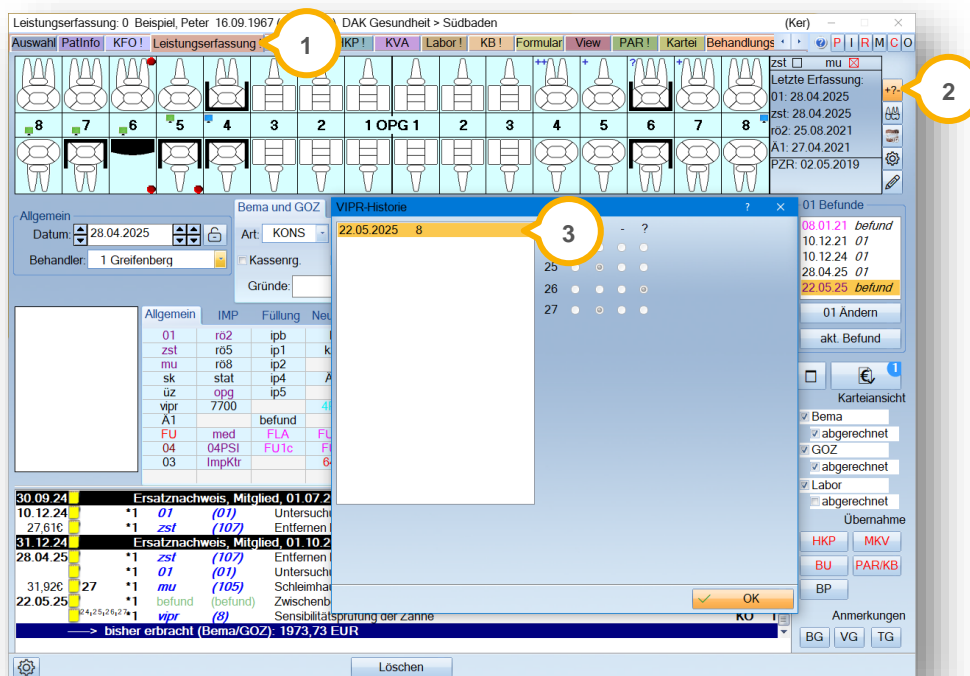 Leistungserfassung: 0 Beispiel, Peter 16.09.1967 ( DAK Gesundheit > Südbaden (Ker)
Auswahl PatInfo KFO! Leistungserfassung HKP! KVA Labor! KB! Formular View PAR! Kartei Behandlungs P I R M C O
1
2
zst mu
Letzte Erfassung:
01: 28.04.2025
zst: 28.04.2025
rö2: 25.08.2021
Ä1: 27.04.2021
PZR: 02.05.2019
++ + ? +
+?-
8 7 6 5 4 3 2 1 OPG 1 2 3 4 5 6 7 8
Allgemein
Datum: 28.04.2025
Behandler: 1 Greifenberg
Bema und GOZ
Art: KONS
Kassenrg.
Gründe:
VIPR-Historie ? ×
22.05.2025 8
3
- ?
25
26
27
OK
01 Befunde
08.01.21 befund
10.12.21 01
10.12.24 01
28.04.25 01
22.05.25 befund
01 Ändern
akt. Befund
1
Karteiansicht
Bema
abgerechnet
GOZ
abgerechnet
Labor
abgerechnet
Übernahme
HKP MKV
BU PAR/KB
BP
Anmerkungen
BG VG TG
Allgemein IMP Füllung Neu
01 rö2 ipb
zst rö5 ip1 k
mu rö8 ip2
sk stat ip4 Ä
üz opg ip5
vipr 7700
Ä1 befund
FU med FLA FU
04 04PSI FU1c
03 ImpKtr 6
30.09.24 Ersatznachweis, Mitglied, 01.07.2
10.12.24 *1 01 (01) Untersuchu
27,61€ *1 zst (107) Entfernen
31.12.24 Ersatznachweis, Mitglied, 01.10.2
28.04.25 *1 zst (107) Entfernen
*1 01 (01) Untersuchu
31,92€ 27 *1 mu (105) Schleimhau
22.05.25 *1 befund (befund) Zwischenb
24,25,26,27 *1 vipr (8) Sensibilitätsprüfung der Zähne KO 1
---> bisher erbracht (Bema/GOZ): 1973,73 EUR
Löschen